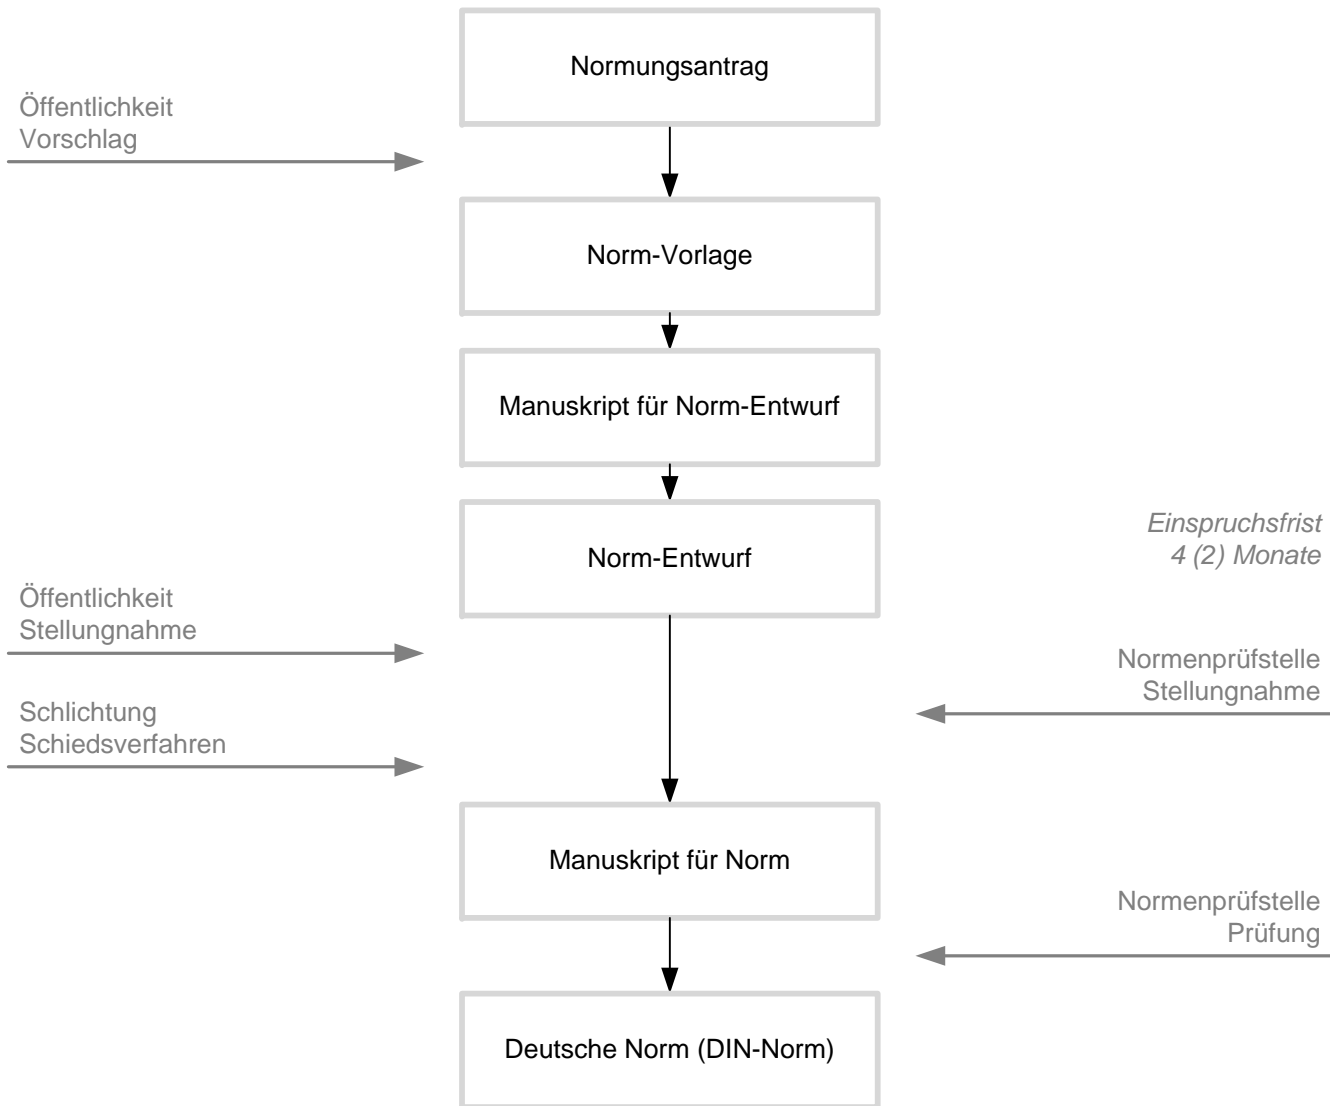 Normungsantrag
Öffentlichkeit
Vorschlag
Norm-Vorlage
Manuskript für Norm-Entwurf
Norm-Entwurf
Einspruchsfrist
4 (2) Monate
Öffentlichkeit
Stellungnahme
Normenprüfstelle
Stellungnahme
Schlichtung
Schiedsverfahren
Manuskript für Norm
Normenprüfstelle
Prüfung
Deutsche Norm (DIN-Norm)